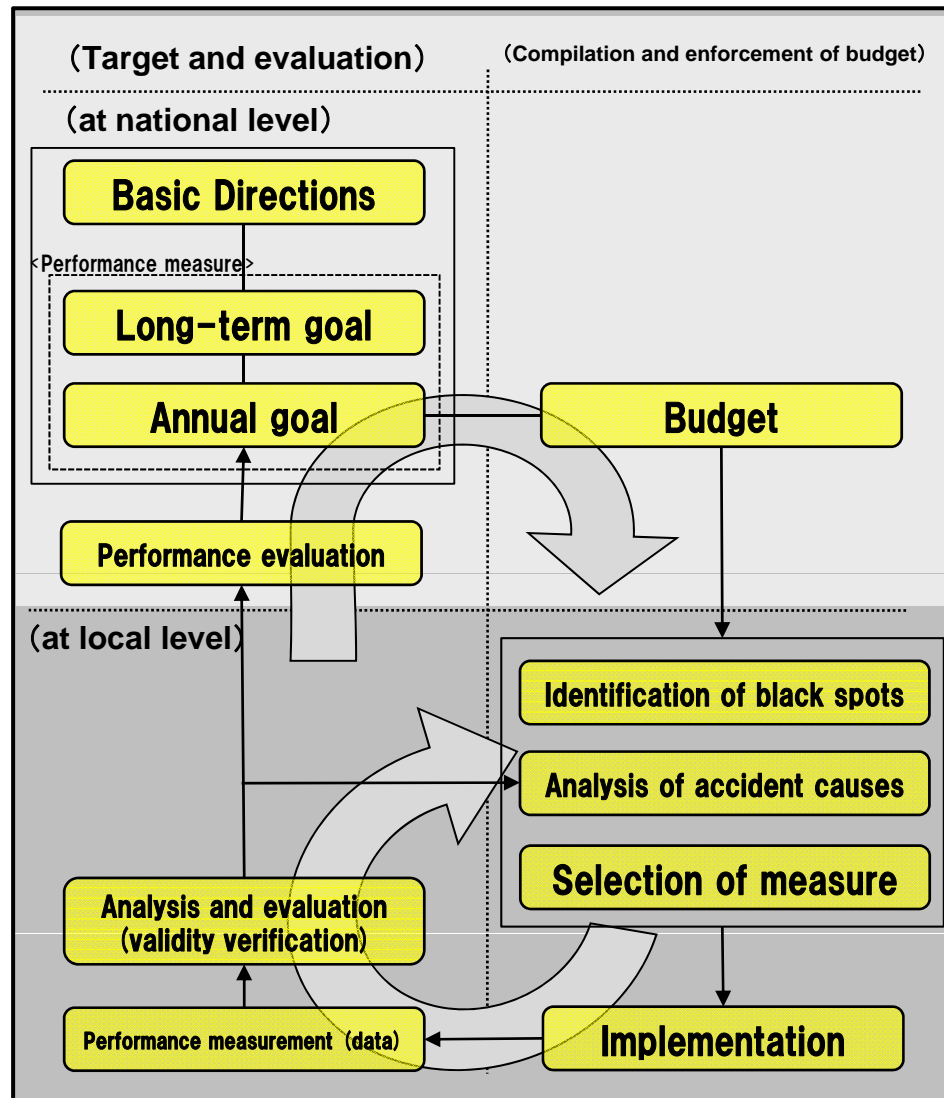 (Target and evaluation)
(Compilation and enforcement of budget)
(at national level)
Basic Directions
<Performance measure>
Long-term goal
Annual goal
Budget
Performance evaluation
(at local level)
Identification of black spots
Analysis of accident causes
Selection of measure
Analysis and evaluation
(validity verification)
Performance measurement (data)
Implementation